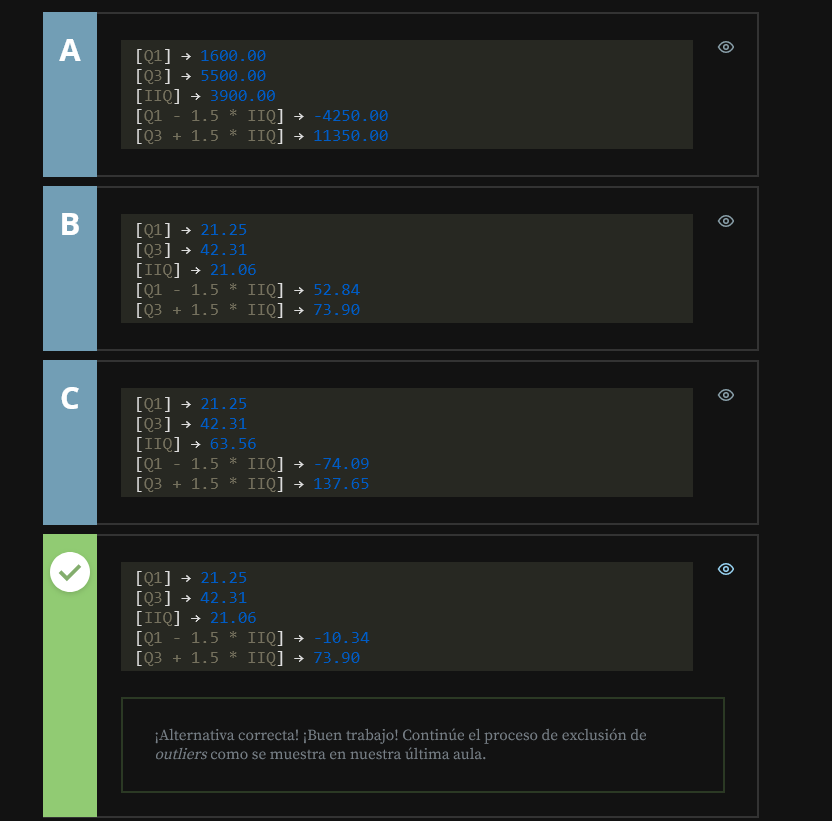 A
[Q1] → 1600.00
[Q3] → 5500.00
[IIQ] → 3900.00
[Q1 - 1.5 * IIQ] → -4250.00
[Q3 + 1.5 * IIQ] → 11350.00
B
[Q1] → 21.25
[Q3] → 42.31
[IIQ] → 21.06
[Q1 - 1.5 * IIQ] → 52.84
[Q3 + 1.5 * IIQ] → 73.90
C
[Q1] → 21.25
[Q3] → 42.31
[IIQ] → 63.56
[Q1 - 1.5 * IIQ] → -74.09
[Q3 + 1.5 * IIQ] → 137.65
[Q1] → 21.25
[Q3] → 42.31
[IIQ] → 21.06
[Q1 - 1.5 * IIQ] → -10.34
[Q3 + 1.5 * IIQ] → 73.90
¡Alternativa correcta! ¡Buen trabajo! Continúe el proceso de exclusión de
outliers como se muestra en nuestra última aula.